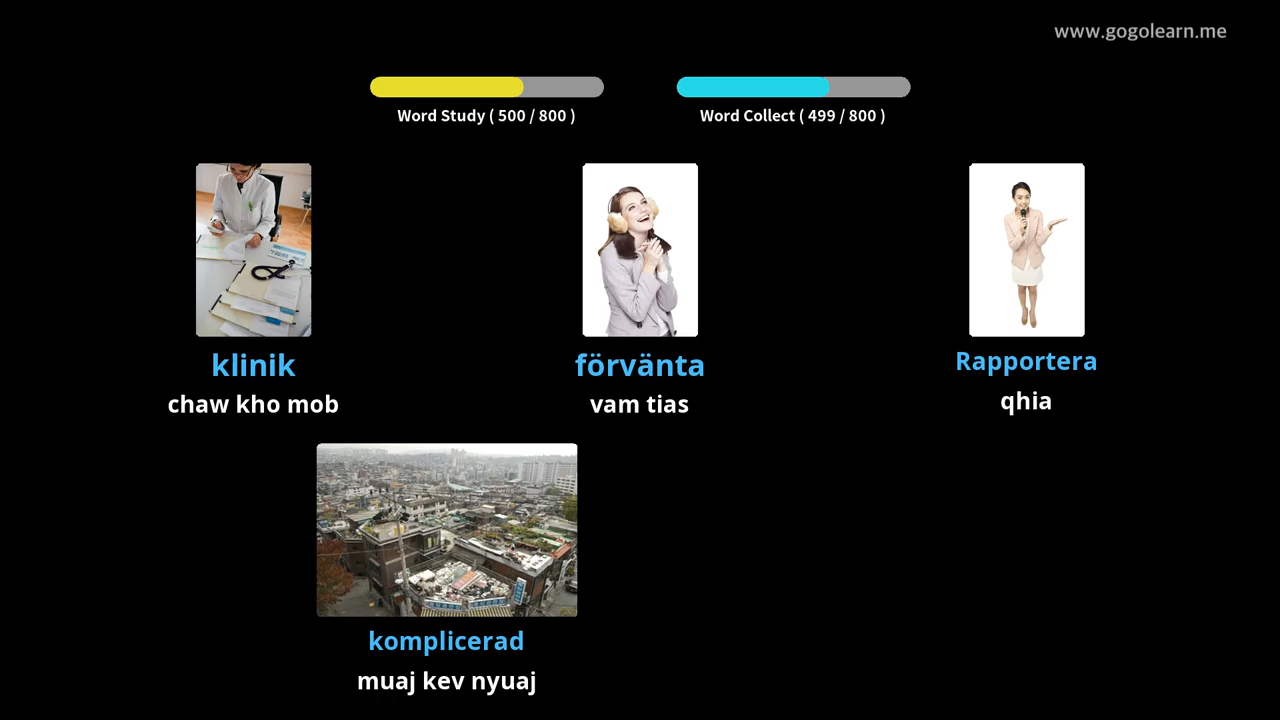 www.gogolearn.me
Word Study ( 500 / 800 )
Word Collect ( 499 / 800 )
klinik
chaw kho mob
förvänta
vam tias
Rapportera
qhia
komplicerad
muaj kev nyuaj